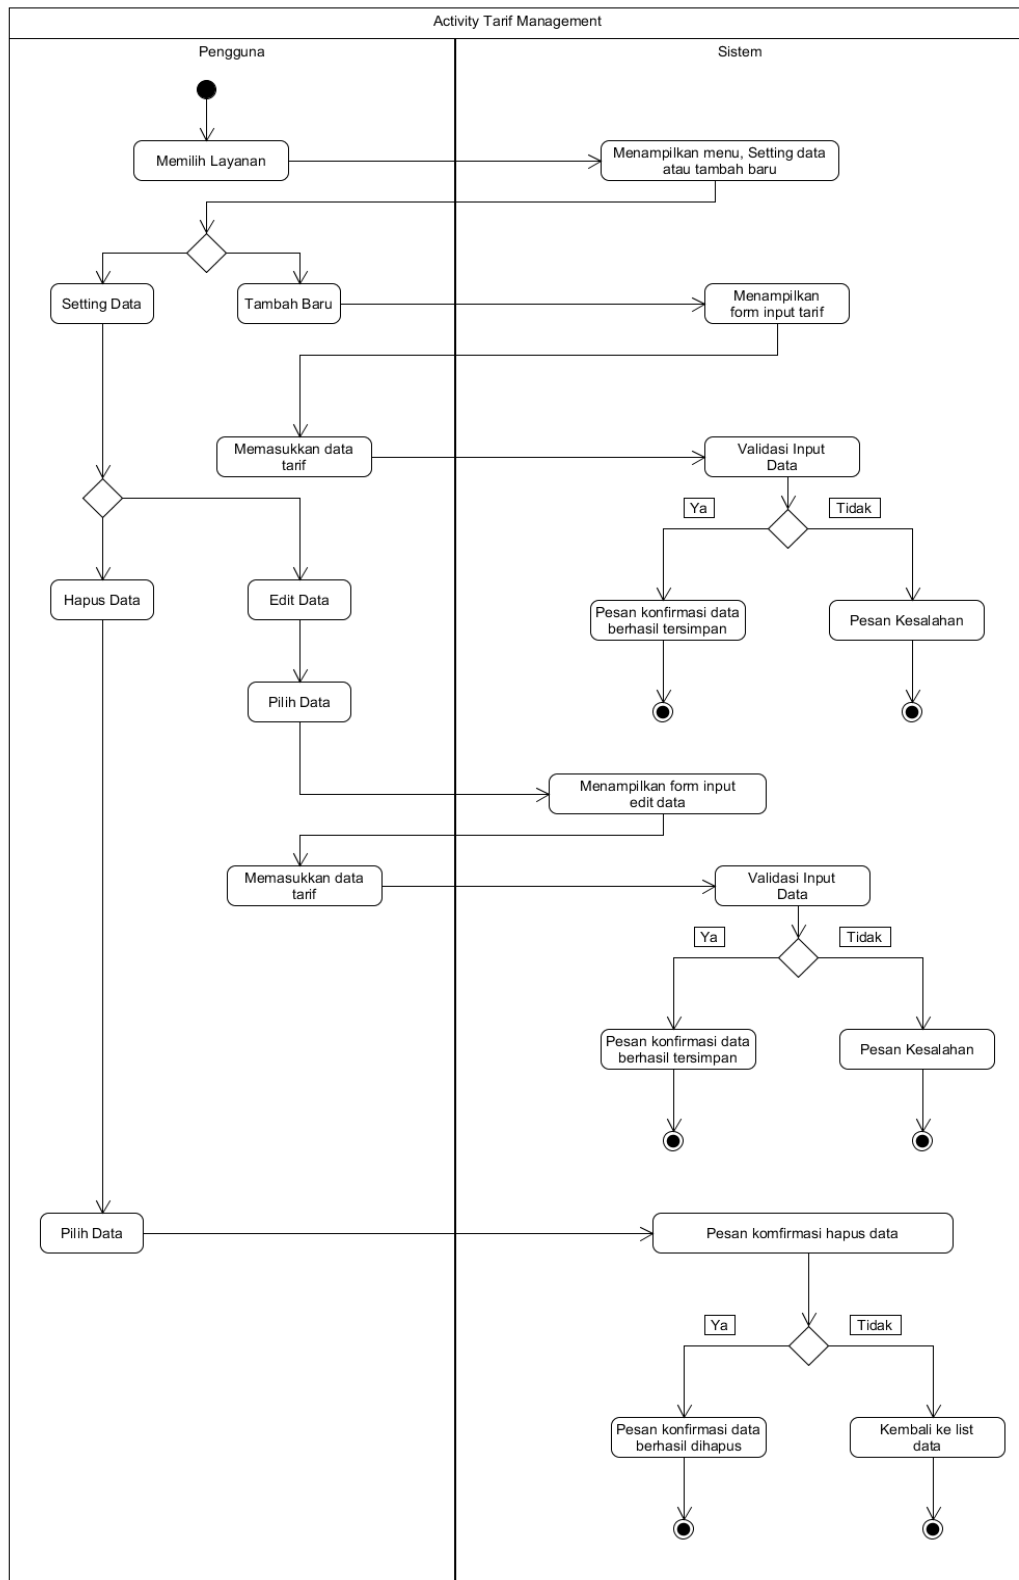 Activity Tarif Management
Pengguna
Sistem
Memilih Layanan
Menampilkan menu, Setting data
atau tambah baru
Setting Data
Tambah Baru
Menampilkan
form input tarif
Memasukkan data
tarif
Validasi Input
Data
Ya
Tidak
Hapus Data
Edit Data
Pesan konfirmasi data
berhasil tersimpan
Pesan Kesalahan
Pilih Data
Menampilkan form input
edit data
Memasukkan data
tarif
Validasi Input
Data
Ya
Tidak
Pesan konfirmasi data
berhasil tersimpan
Pesan Kesalahan
Pilih Data
Pesan komfirmasi hapus data
Ya
Tidak
Pesan konfirmasi data
berhasil dihapus
Kembali ke list
data